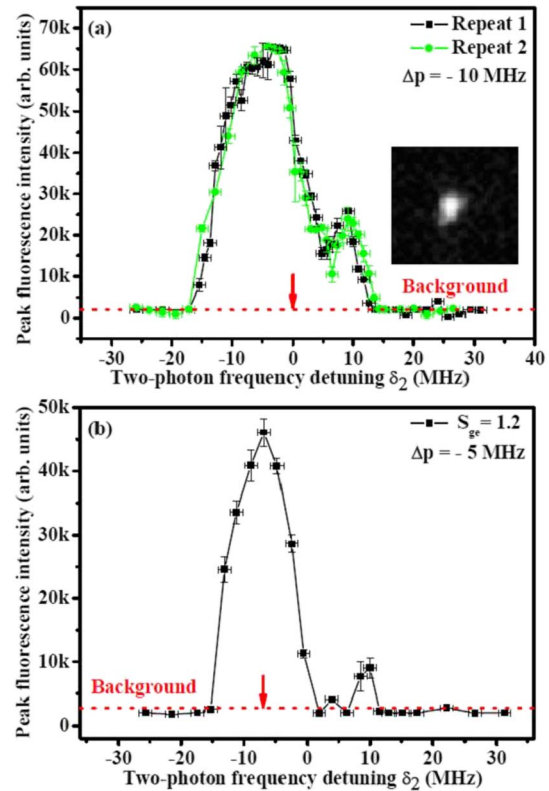 (a)
Repeat 1
Repeat 2
Δp = - 10 MHz
Background
Peak fluorescence intensity (arb. units)
70k
60k
50k
40k
30k
20k
10k
0
-30 -20 -10 0 10 20 30 40
Two-photon frequency detuning δ₂ (MHz)
(b)
S_ge = 1.2
Δp = - 5 MHz
Background
Peak fluorescence intensity (arb. units)
50k
40k
30k
20k
10k
0
-30 -20 -10 0 10 20 30
Two-photon frequency detuning δ₂ (MHz)